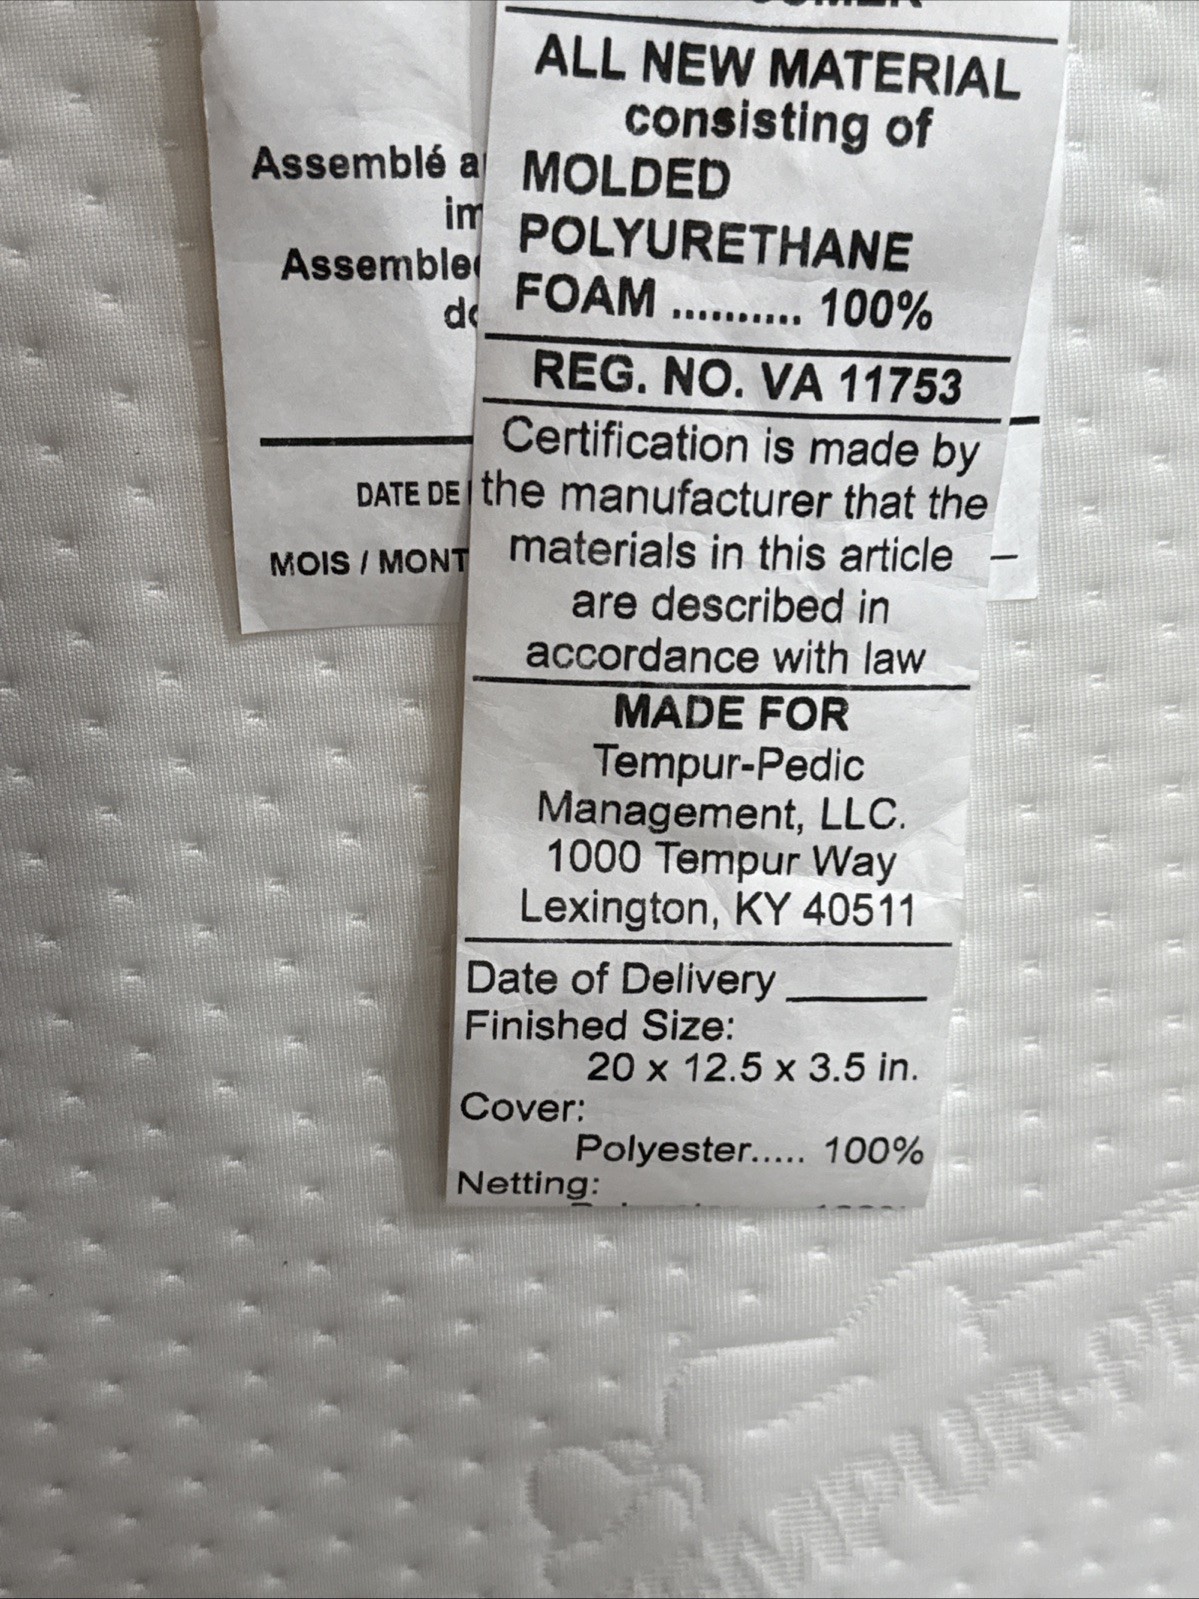 ALL NEW MATERIAL
consisting of
MOLDED
POLYURETHANE
FOAM .......... 100%
REG. NO. VA 11753
Certification is made by
the manufacturer that the
materials in this article
are described in
accordance with law
MADE FOR
Tempur-Pedic
Management, LLC.
1000 Tempur Way
Lexington, KY 40511
Date of Delivery ______
Finished Size:
20 x 12.5 x 3.5 in.
Cover:
Polyester..... 100%
Netting:
Assemblé
DATE DE
MOIS / MONT